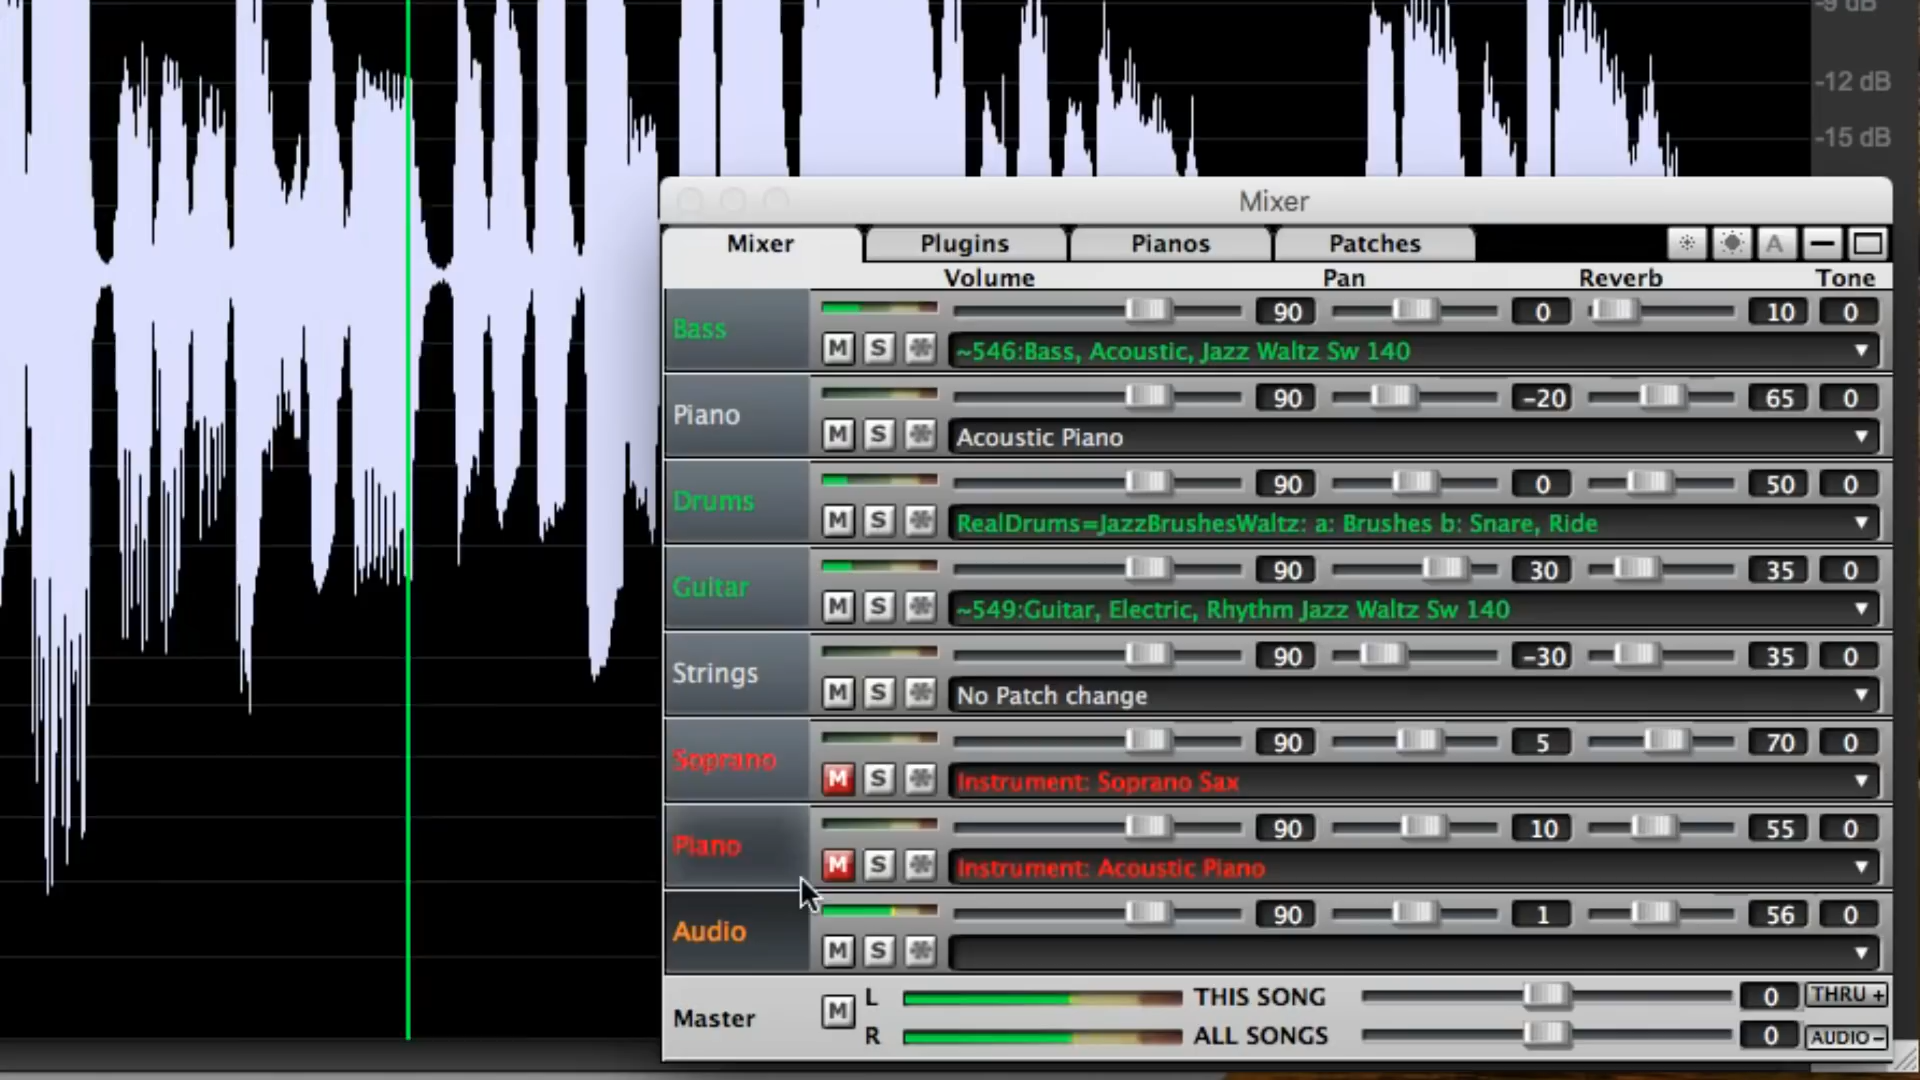 -9 dB
-12 dB
-15 dB
Mixer
Mixer Plugins Pianos Patches A
Volume Pan Reverb Tone
Bass 90 0 10 0
M S ~546:Bass, Acoustic, Jazz Waltz Sw 140
Piano 90 -20 65 0
M S Acoustic Piano
Drums 90 0 50 0
M S RealDrums=JazzBrushesWaltz: a: Brushes b: Snare, Ride
Guitar 90 30 35 0
M S ~549:Guitar, Electric, Rhythm Jazz Waltz Sw 140
Strings 90 -30 35 0
M S No Patch change
Soprano 90 5 70 0
M S Instrument: Soprano Sax
Piano 90 10 55 0
M S Instrument: Acoustic Piano
Audio 90 1 56 0
M S
Master M L THIS SONG 0 THRU +
R ALL SONGS 0 AUDIO-